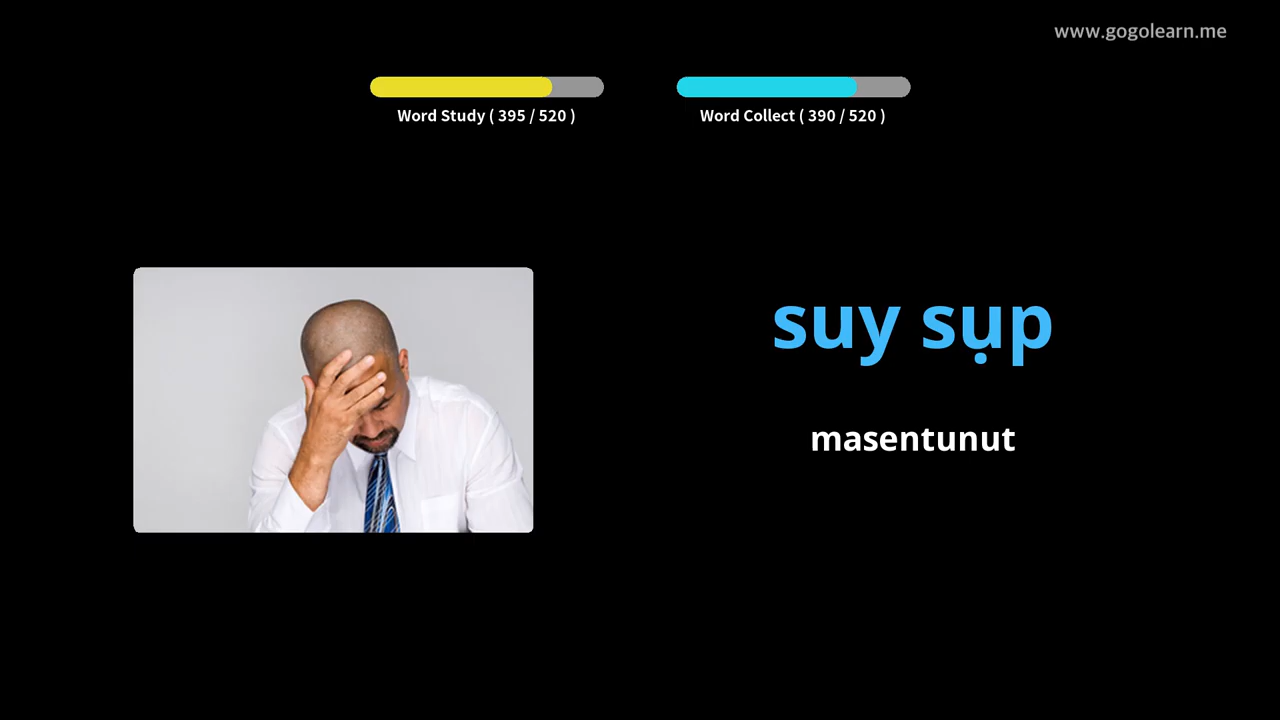 www.gogolearn.me
Word Study ( 395 / 520 )
Word Collect ( 390 / 520 )
suy sụp
masentunut